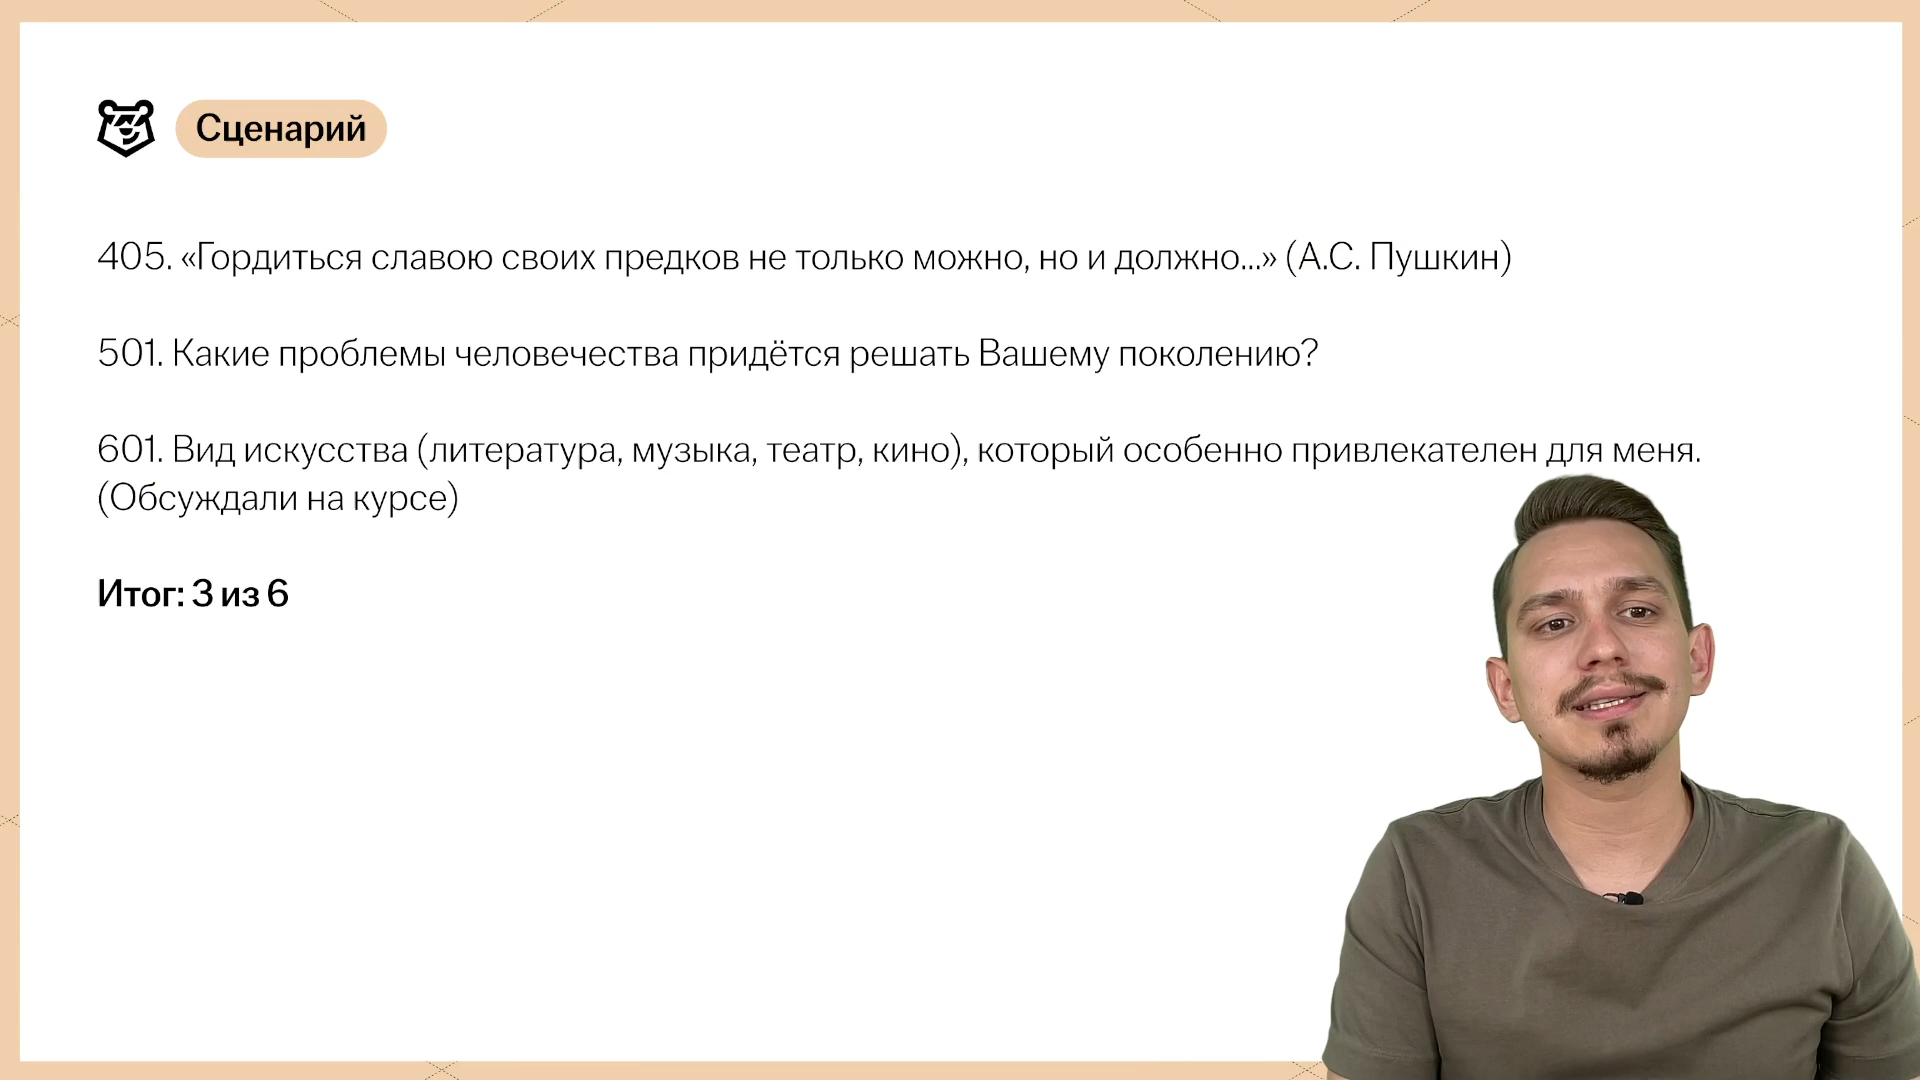 Сценарий
405. «Гордиться славою своих предков не только можно, но и должно...» (А.С. Пушкин)
501. Какие проблемы человечества придётся решать Вашему поколению?
601. Вид искусства (литература, музыка, театр, кино), который особенно привлекателен для меня.
(Обсуждали на курсе)
Итог: 3 из 6